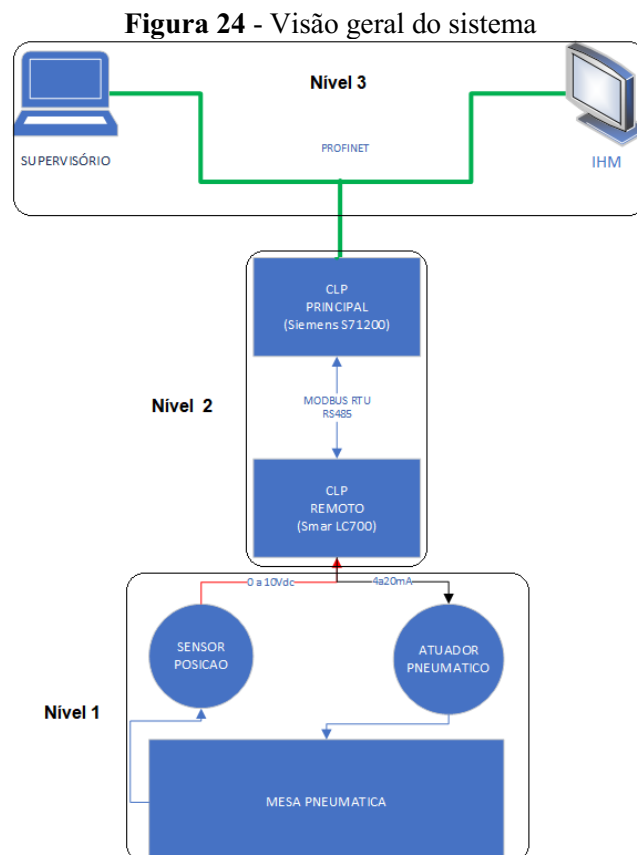 Figura 24 - Visão geral do sistema
Nível 3
SUPERVISÓRIO
PROFINET
IHM
CLP
PRINCIPAL
(Siemens S71200)
Nível 2
MODBUS RTU
RS485
CLP
REMOTO
(Smar LC700)
0 a 10Vdc
4a20mA
SENSOR
POSICAO
ATUADOR
PNEUMATICO
Nível 1
MESA PNEUMATICA